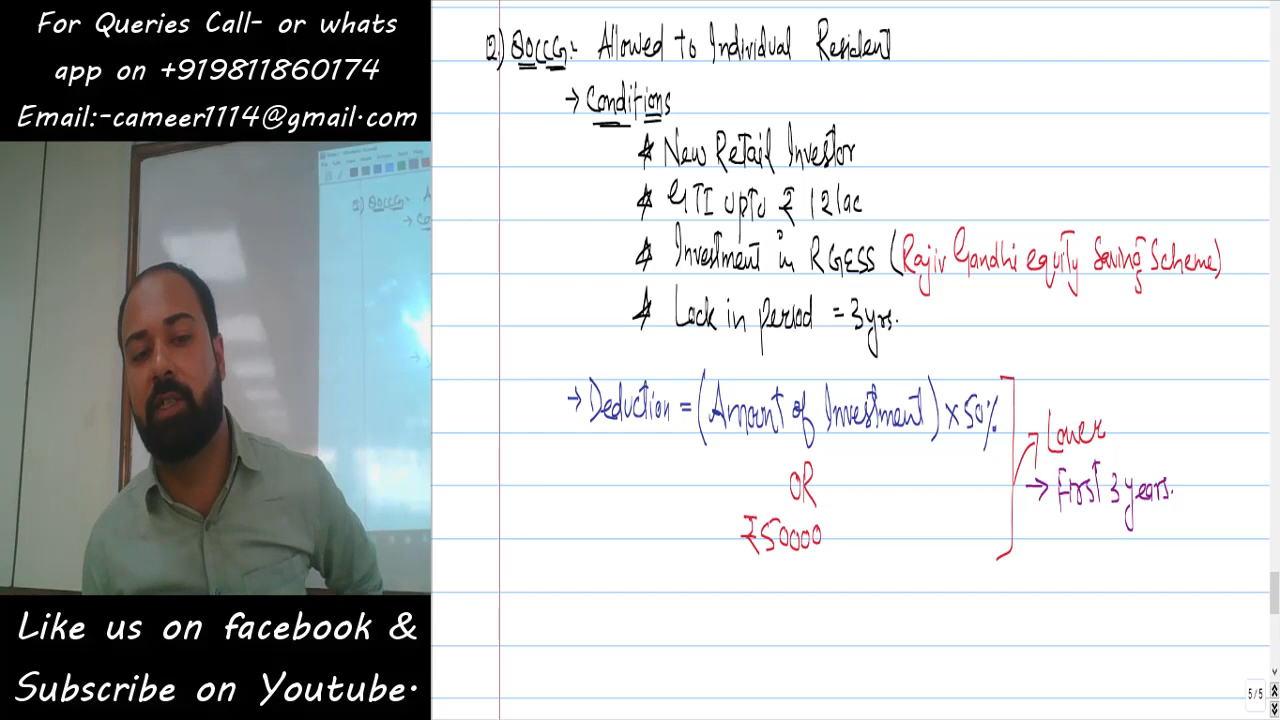 For Queries Call- or whats
app on +919811860174
Email:-cameer1114@gmail.com
2) 80CCG:- Allowed to Individual Resident
→ Conditions
★ New Retail Investor
★ GTI upto ₹ 12lac
★ Investment in RGESS (Rajiv Gandhi equity Saving Scheme)
★ Lock in period = 3yrs.
→ Deduction = (Amount of Investment) x 50%
OR
₹50000
→ Lower
→ First 3 years.
Like us on facebook &
Subscribe on Youtube.
5/5